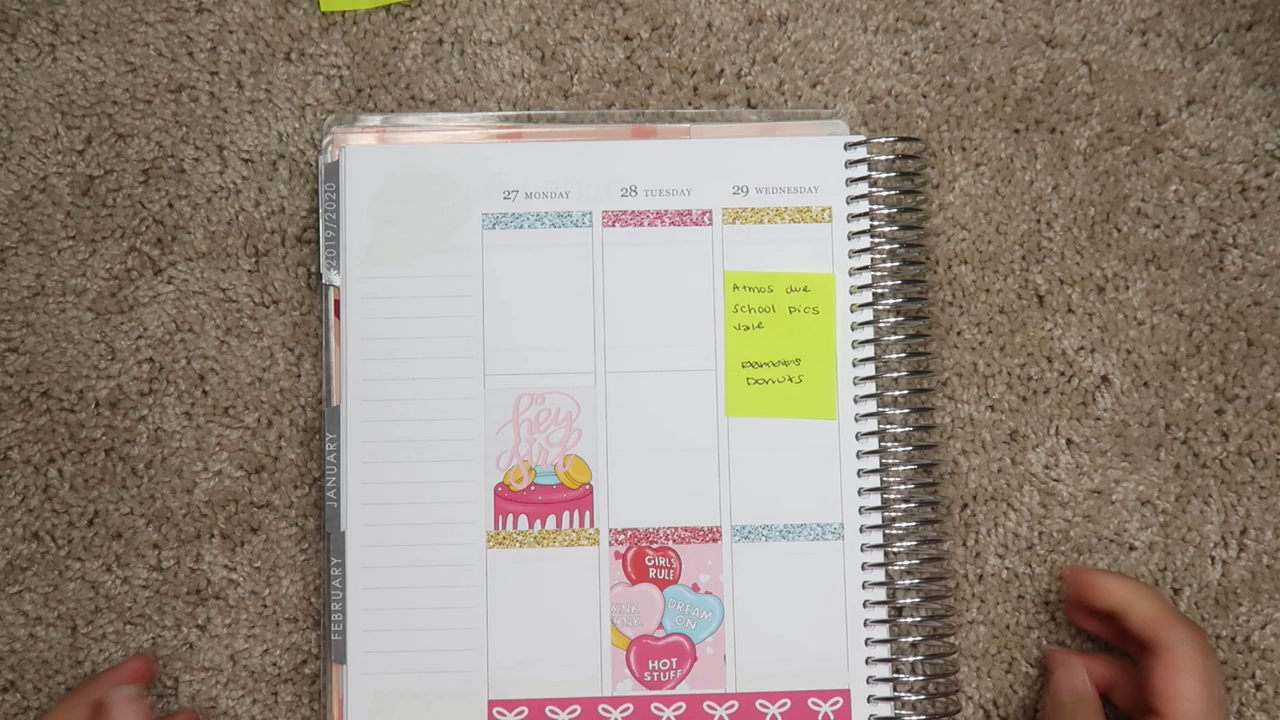 27 MONDAY
28 TUESDAY
29 WEDNESDAY
2019/2020
Atmos due
school pics
hey
girl
Donuts
JANUARY
GIRLS
RULE
DREAM
ON
HOT
STUFF
FEBRUARY